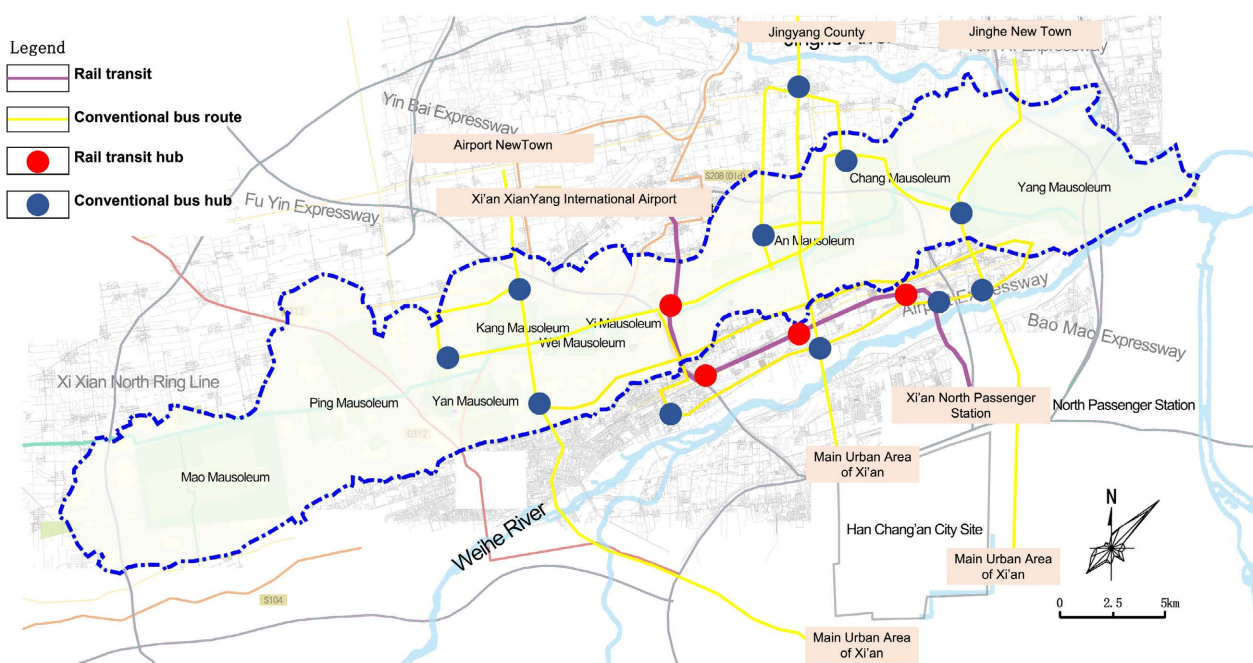 Legend
Rail transit
Conventional bus route
Rail transit hub
Conventional bus hub
Jingyang County
Jinghe New Town
Yin Bai Expressway
Airport NewTown
S208 (Old)
Fu Yin Expressway
Xi'an XianYang International Airport
Chang Mausoleum
Yang Mausoleum
An Mausoleum
Airport Expressway
Kang Mausoleum
Yi Mausoleum
Wei Mausoleum
Bao Mao Expressway
Xi Xian North Ring Line
Ping Mausoleum
Yan Mausoleum
Xi'an North Passenger
Station
North Passenger Station
G312
Mao Mausoleum
Main Urban Area
of Xi'an
Weihe River
Han Chang'an City Site
N
Main Urban Area
of Xi'an
0 2.5 5km
S104
Main Urban Area
of Xi'an